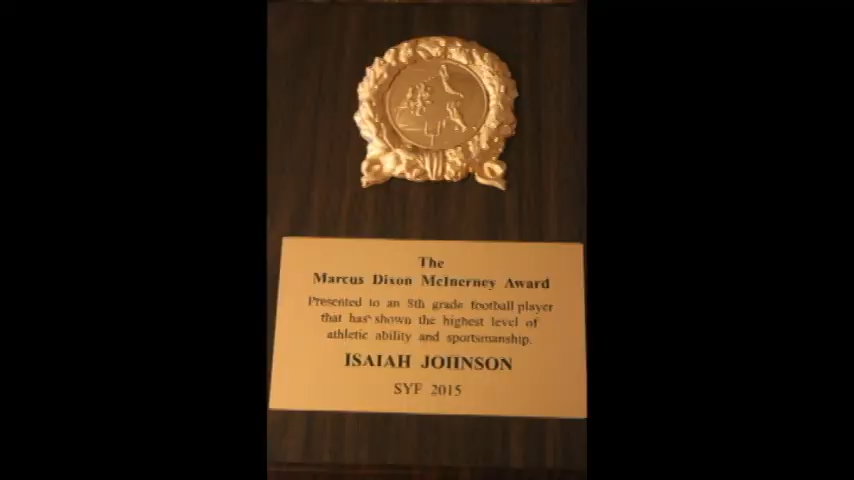 The
Marcus Dixon McInerney Award
Presented to an 8th grade football player
that has shown the highest level of
athletic ability and sportsmanship.
ISAIAH JOHNSON
SYF 2015